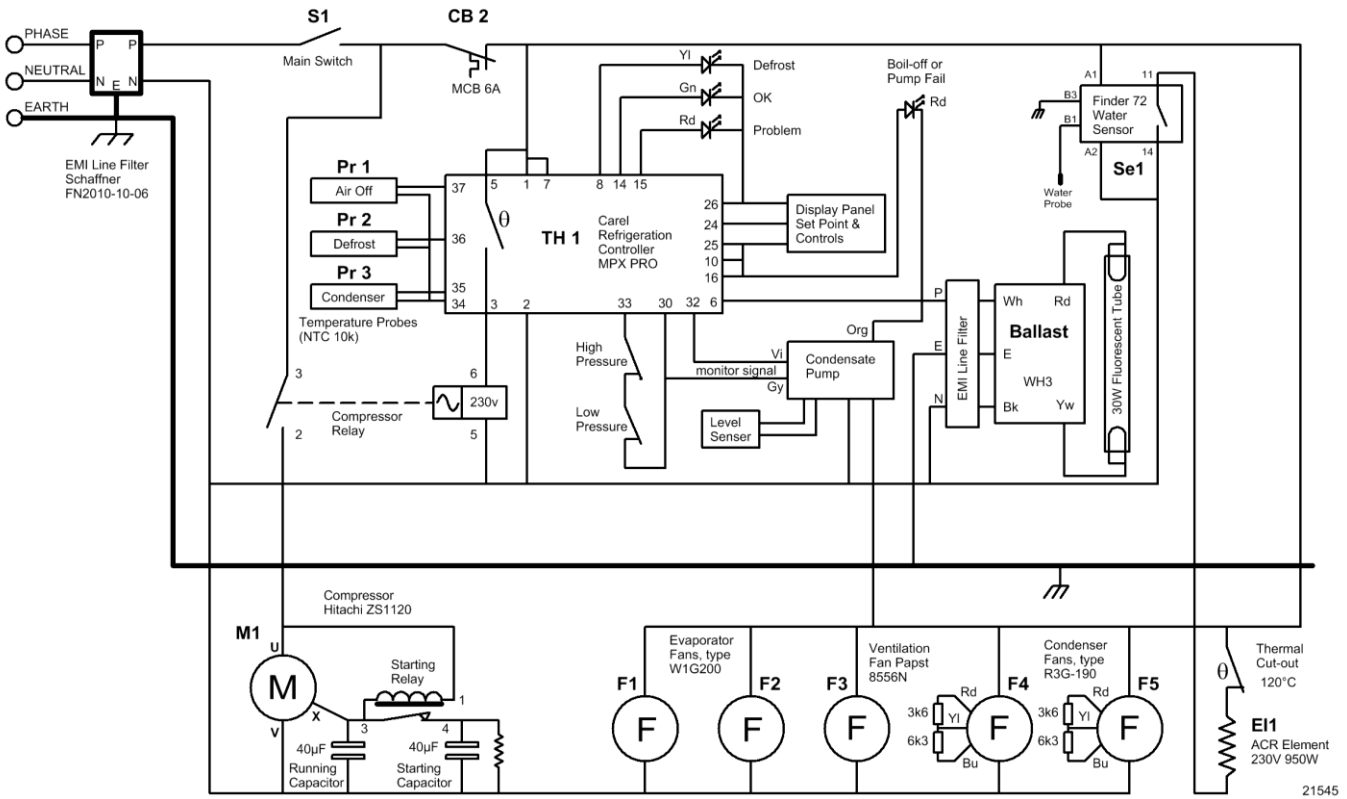 S1
CB 2
PHASE
P P
Main Switch
MCB 6A
NEUTRAL
N E N
EARTH
EMI Line Filter
Schaffner
FN2010-10-06
Yl
Defrost
Gn
OK
Rd
Problem
Boil-off or
Pump Fail
Rd
A1
11
B3
B1
Finder 72
Water
Sensor
A2
14
Se1
Water
Probe
Pr 1
Air Off
Pr 2
Defrost
Pr 3
Condenser
Temperature Probes
(NTC 10k)
37
36
35
34
5
1
7
8
14
15
θ
TH 1
Carel
Refrigeration
Controller
MPX PRO
26
24
25
10
16
3
2
33
30
32
6
Display Panel
Set Point &
Controls
High
Pressure
Low
Pressure
Vi
monitor signal
Gy
Org
Condensate
Pump
Level
Senser
P
E
N
EMI Line Filter
Wh
Rd
Ballast
E
WH3
Bk
Yw
30W Fluorescent Tube
3
2
Compressor
Relay
6
230v
5
Compressor
Hitachi ZS1120
M1
U
M
X
V
Starting
Relay
1
3
4
40µF
Running
Capacitor
40µF
Starting
Capacitor
Evaporator
Fans, type
W1G200
Ventilation
Fan Papst
8556N
Condenser
Fans, type
R3G-190
F1
F
F2
F
F3
F
F4
Rd
3k6
Yl
6k3
Bu
F
F5
Rd
3k6
Yl
6k3
Bu
F
Thermal
Cut-out
120°C
θ
El1
ACR Element
230V 950W
21545